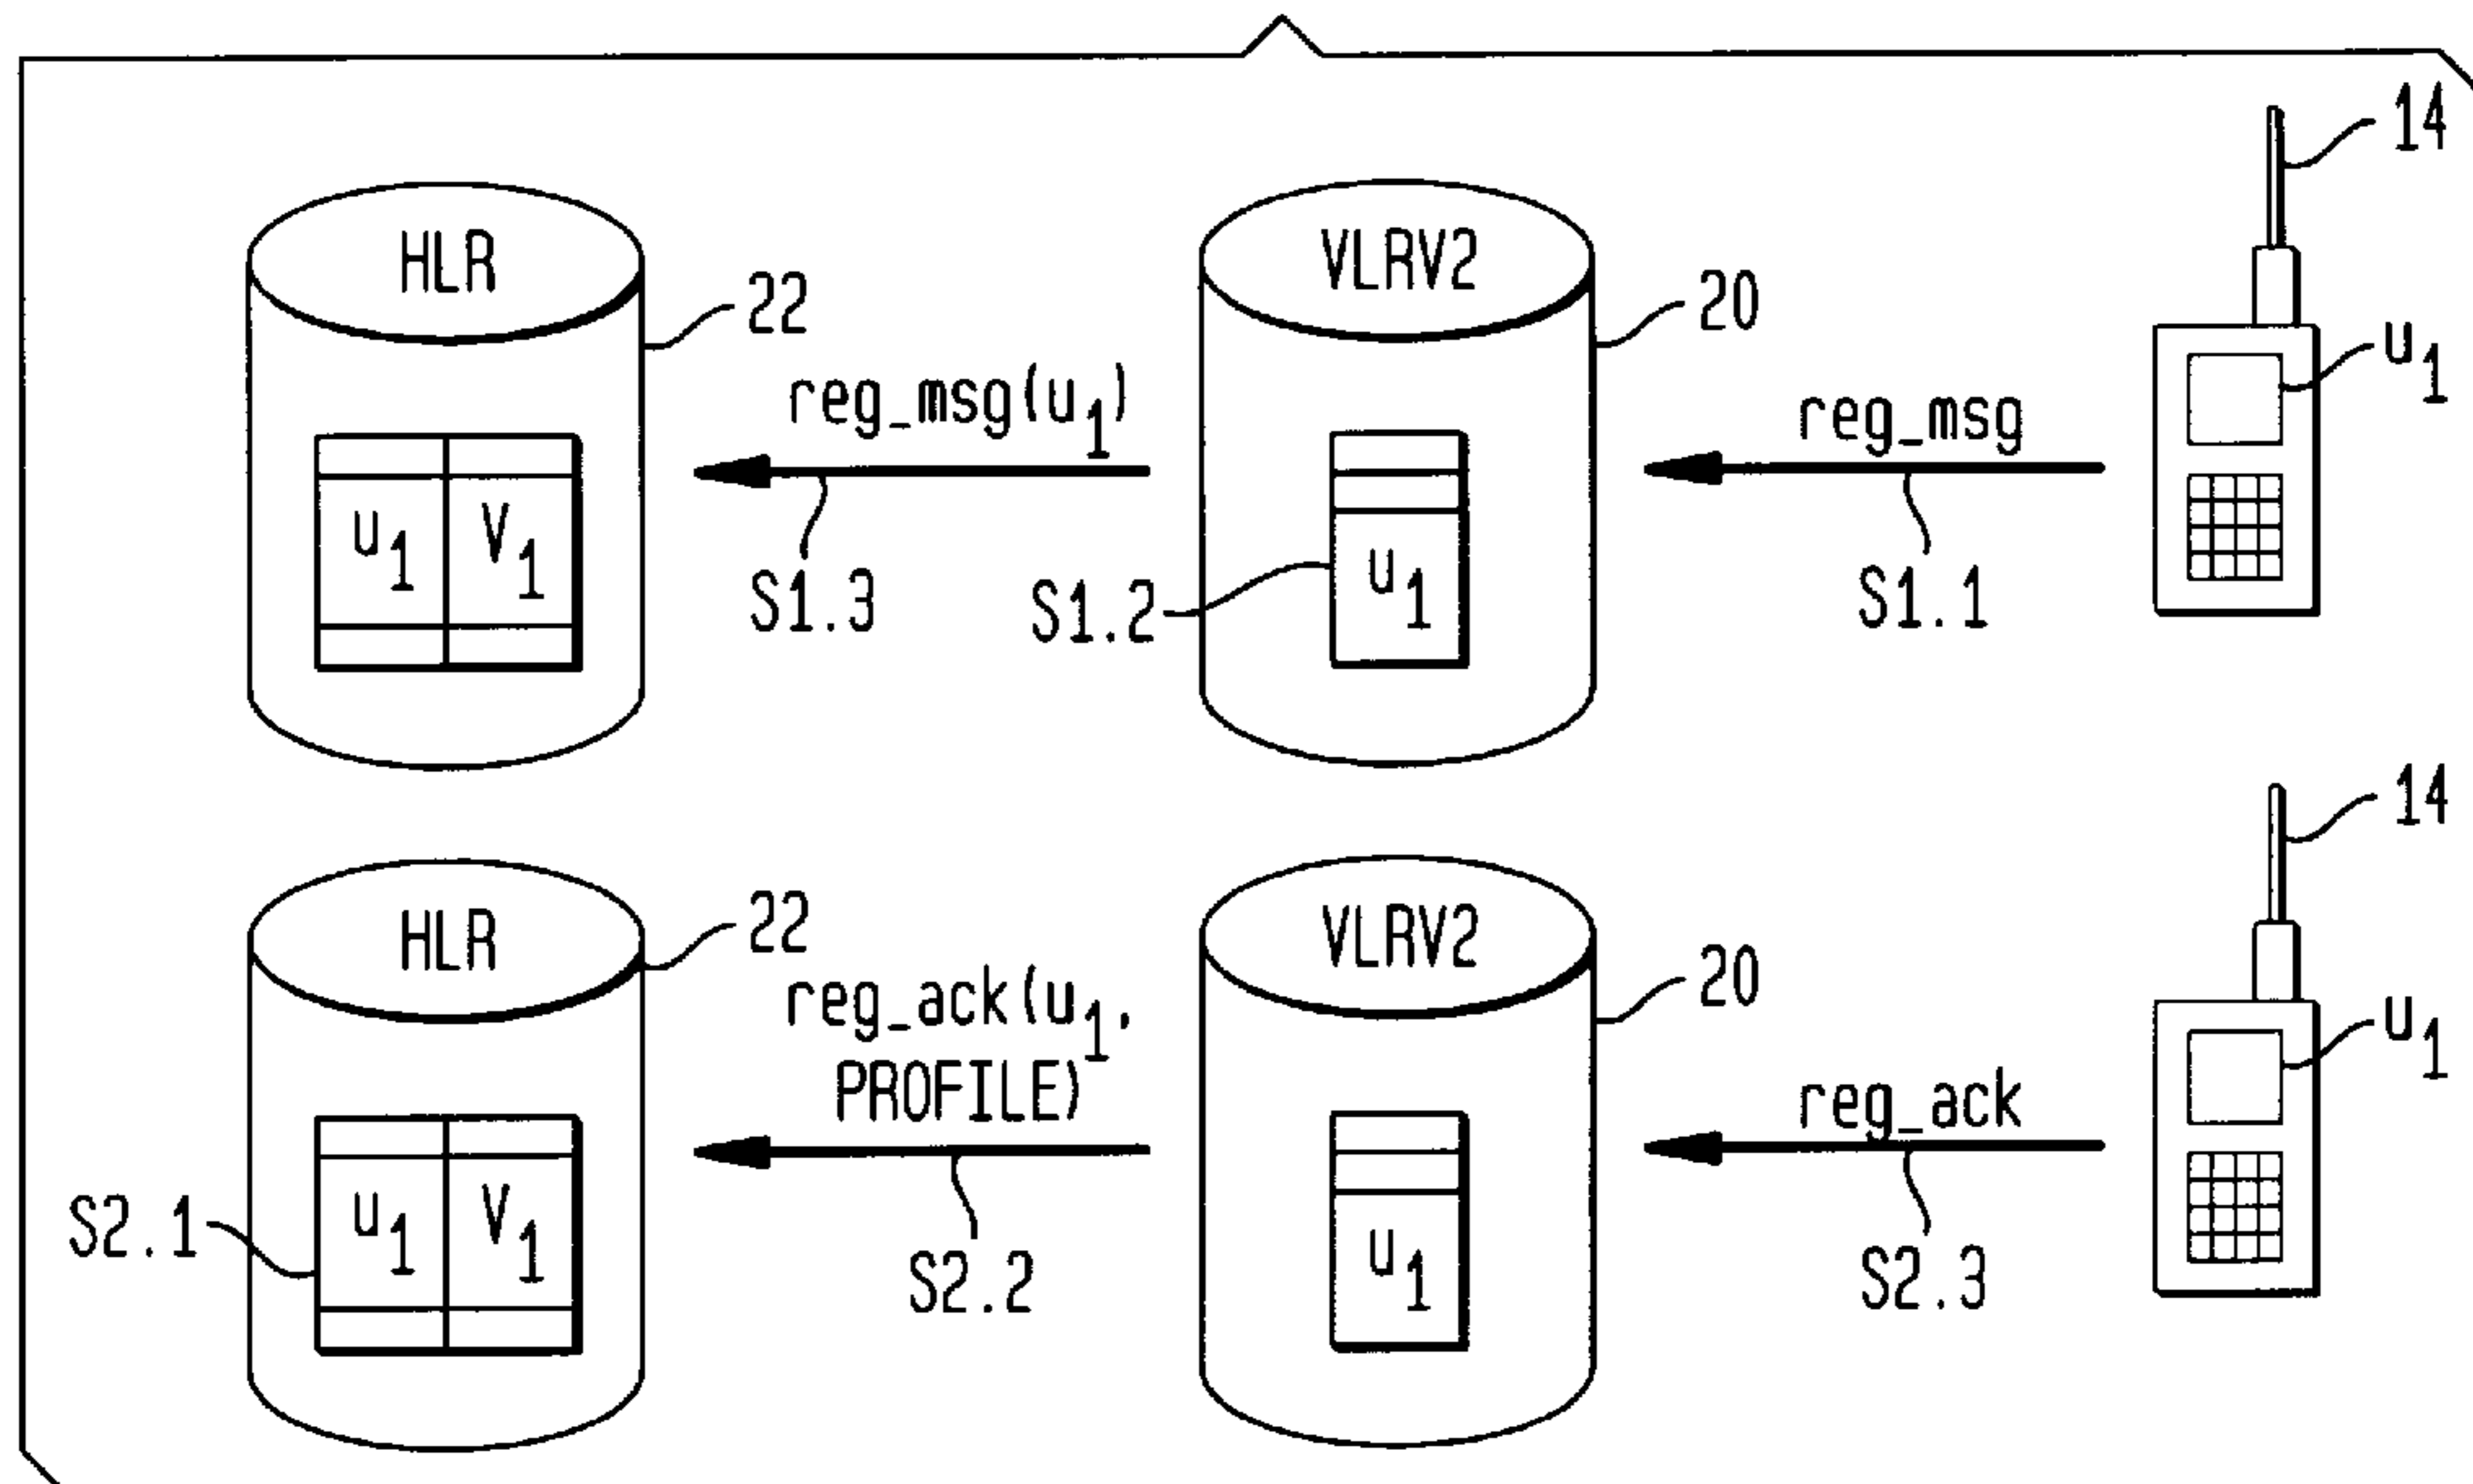 14
HLR
VLRV2
22
20
u1
reg_msg(u1)
reg_msg
u1 V1
u1
S1.3
S1.2
S1.1
14
HLR
VLRV2
22
20
u1
reg_ack(u1,
PROFILE)
reg_ack
S2.1
u1 V1
u1
S2.2
S2.3